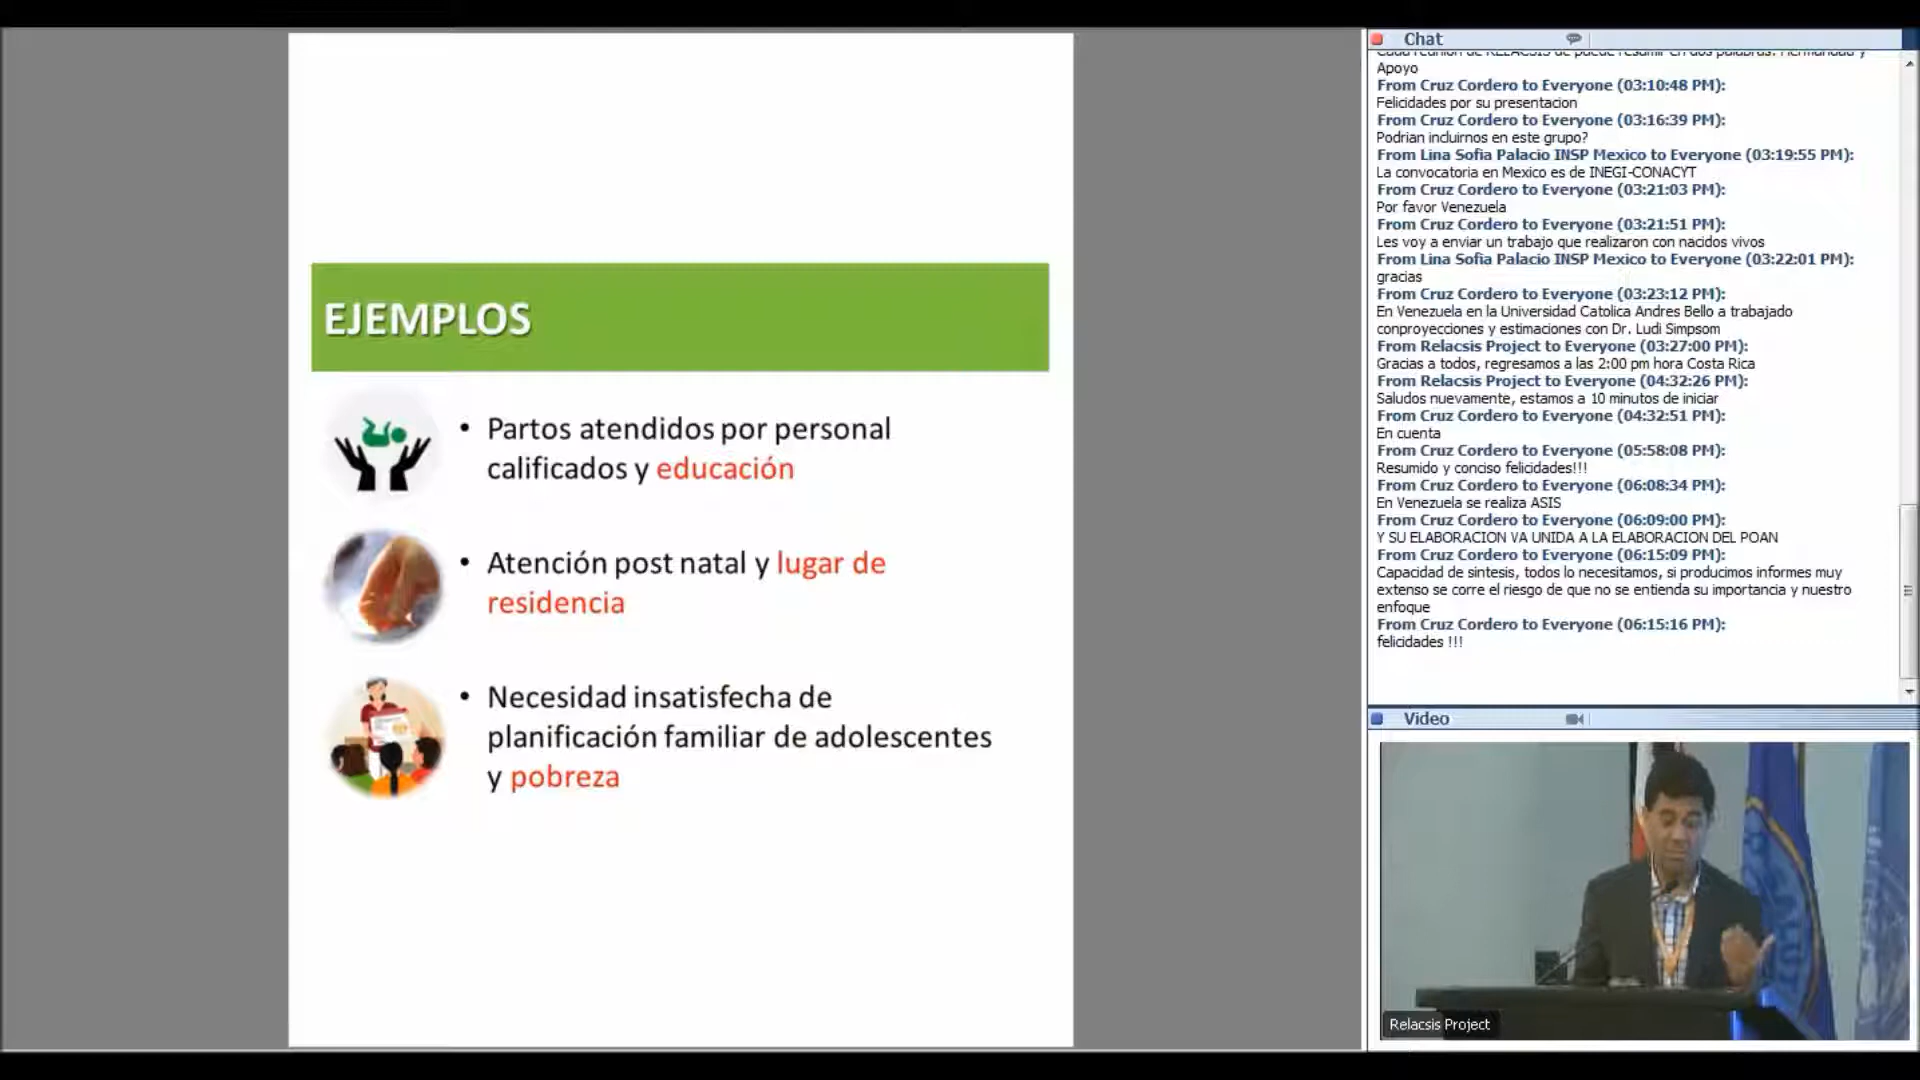 EJEMPLOS
• Partos atendidos por personal
calificados y educación
• Atención post natal y lugar de
residencia
• Necesidad insatisfecha de
planificación familiar de adolescentes
y pobreza
Chat
Cada reunion de RELACSIS de puede resumir en dos palabras: Hermandad y
Apoyo
From Cruz Cordero to Everyone (03:10:48 PM):
Felicidades por su presentacion
From Cruz Cordero to Everyone (03:16:39 PM):
Podrian incluirnos en este grupo?
From Lina Sofia Palacio INSP Mexico to Everyone (03:19:55 PM):
La convocatoria en Mexico es de INEGI-CONACYT
From Cruz Cordero to Everyone (03:21:03 PM):
Por favor Venezuela
From Cruz Cordero to Everyone (03:21:51 PM):
Les voy a enviar un trabajo que realizaron con nacidos vivos
From Lina Sofia Palacio INSP Mexico to Everyone (03:22:01 PM):
gracias
From Cruz Cordero to Everyone (03:23:12 PM):
En Venezuela en la Universidad Catolica Andres Bello a trabajado
conproyecciones y estimaciones con Dr. Ludi Simpsom
From Relacsis Project to Everyone (03:27:00 PM):
Gracias a todos, regresamos a las 2:00 pm hora Costa Rica
From Relacsis Project to Everyone (04:32:26 PM):
Saludos nuevamente, estamos a 10 minutos de iniciar
From Cruz Cordero to Everyone (04:32:51 PM):
En cuenta
From Cruz Cordero to Everyone (05:58:08 PM):
Resumido y conciso felicidades!!!
From Cruz Cordero to Everyone (06:08:34 PM):
En Venezuela se realiza ASIS
From Cruz Cordero to Everyone (06:09:00 PM):
Y SU ELABORACION VA UNIDA A LA ELABORACION DEL POAN
From Cruz Cordero to Everyone (06:15:09 PM):
Capacidad de sintesis, todos lo necesitamos, si producimos informes muy
extenso se corre el riesgo de que no se entienda su importancia y nuestro
enfoque
From Cruz Cordero to Everyone (06:15:16 PM):
felicidades !!!
Video
Relacsis Project